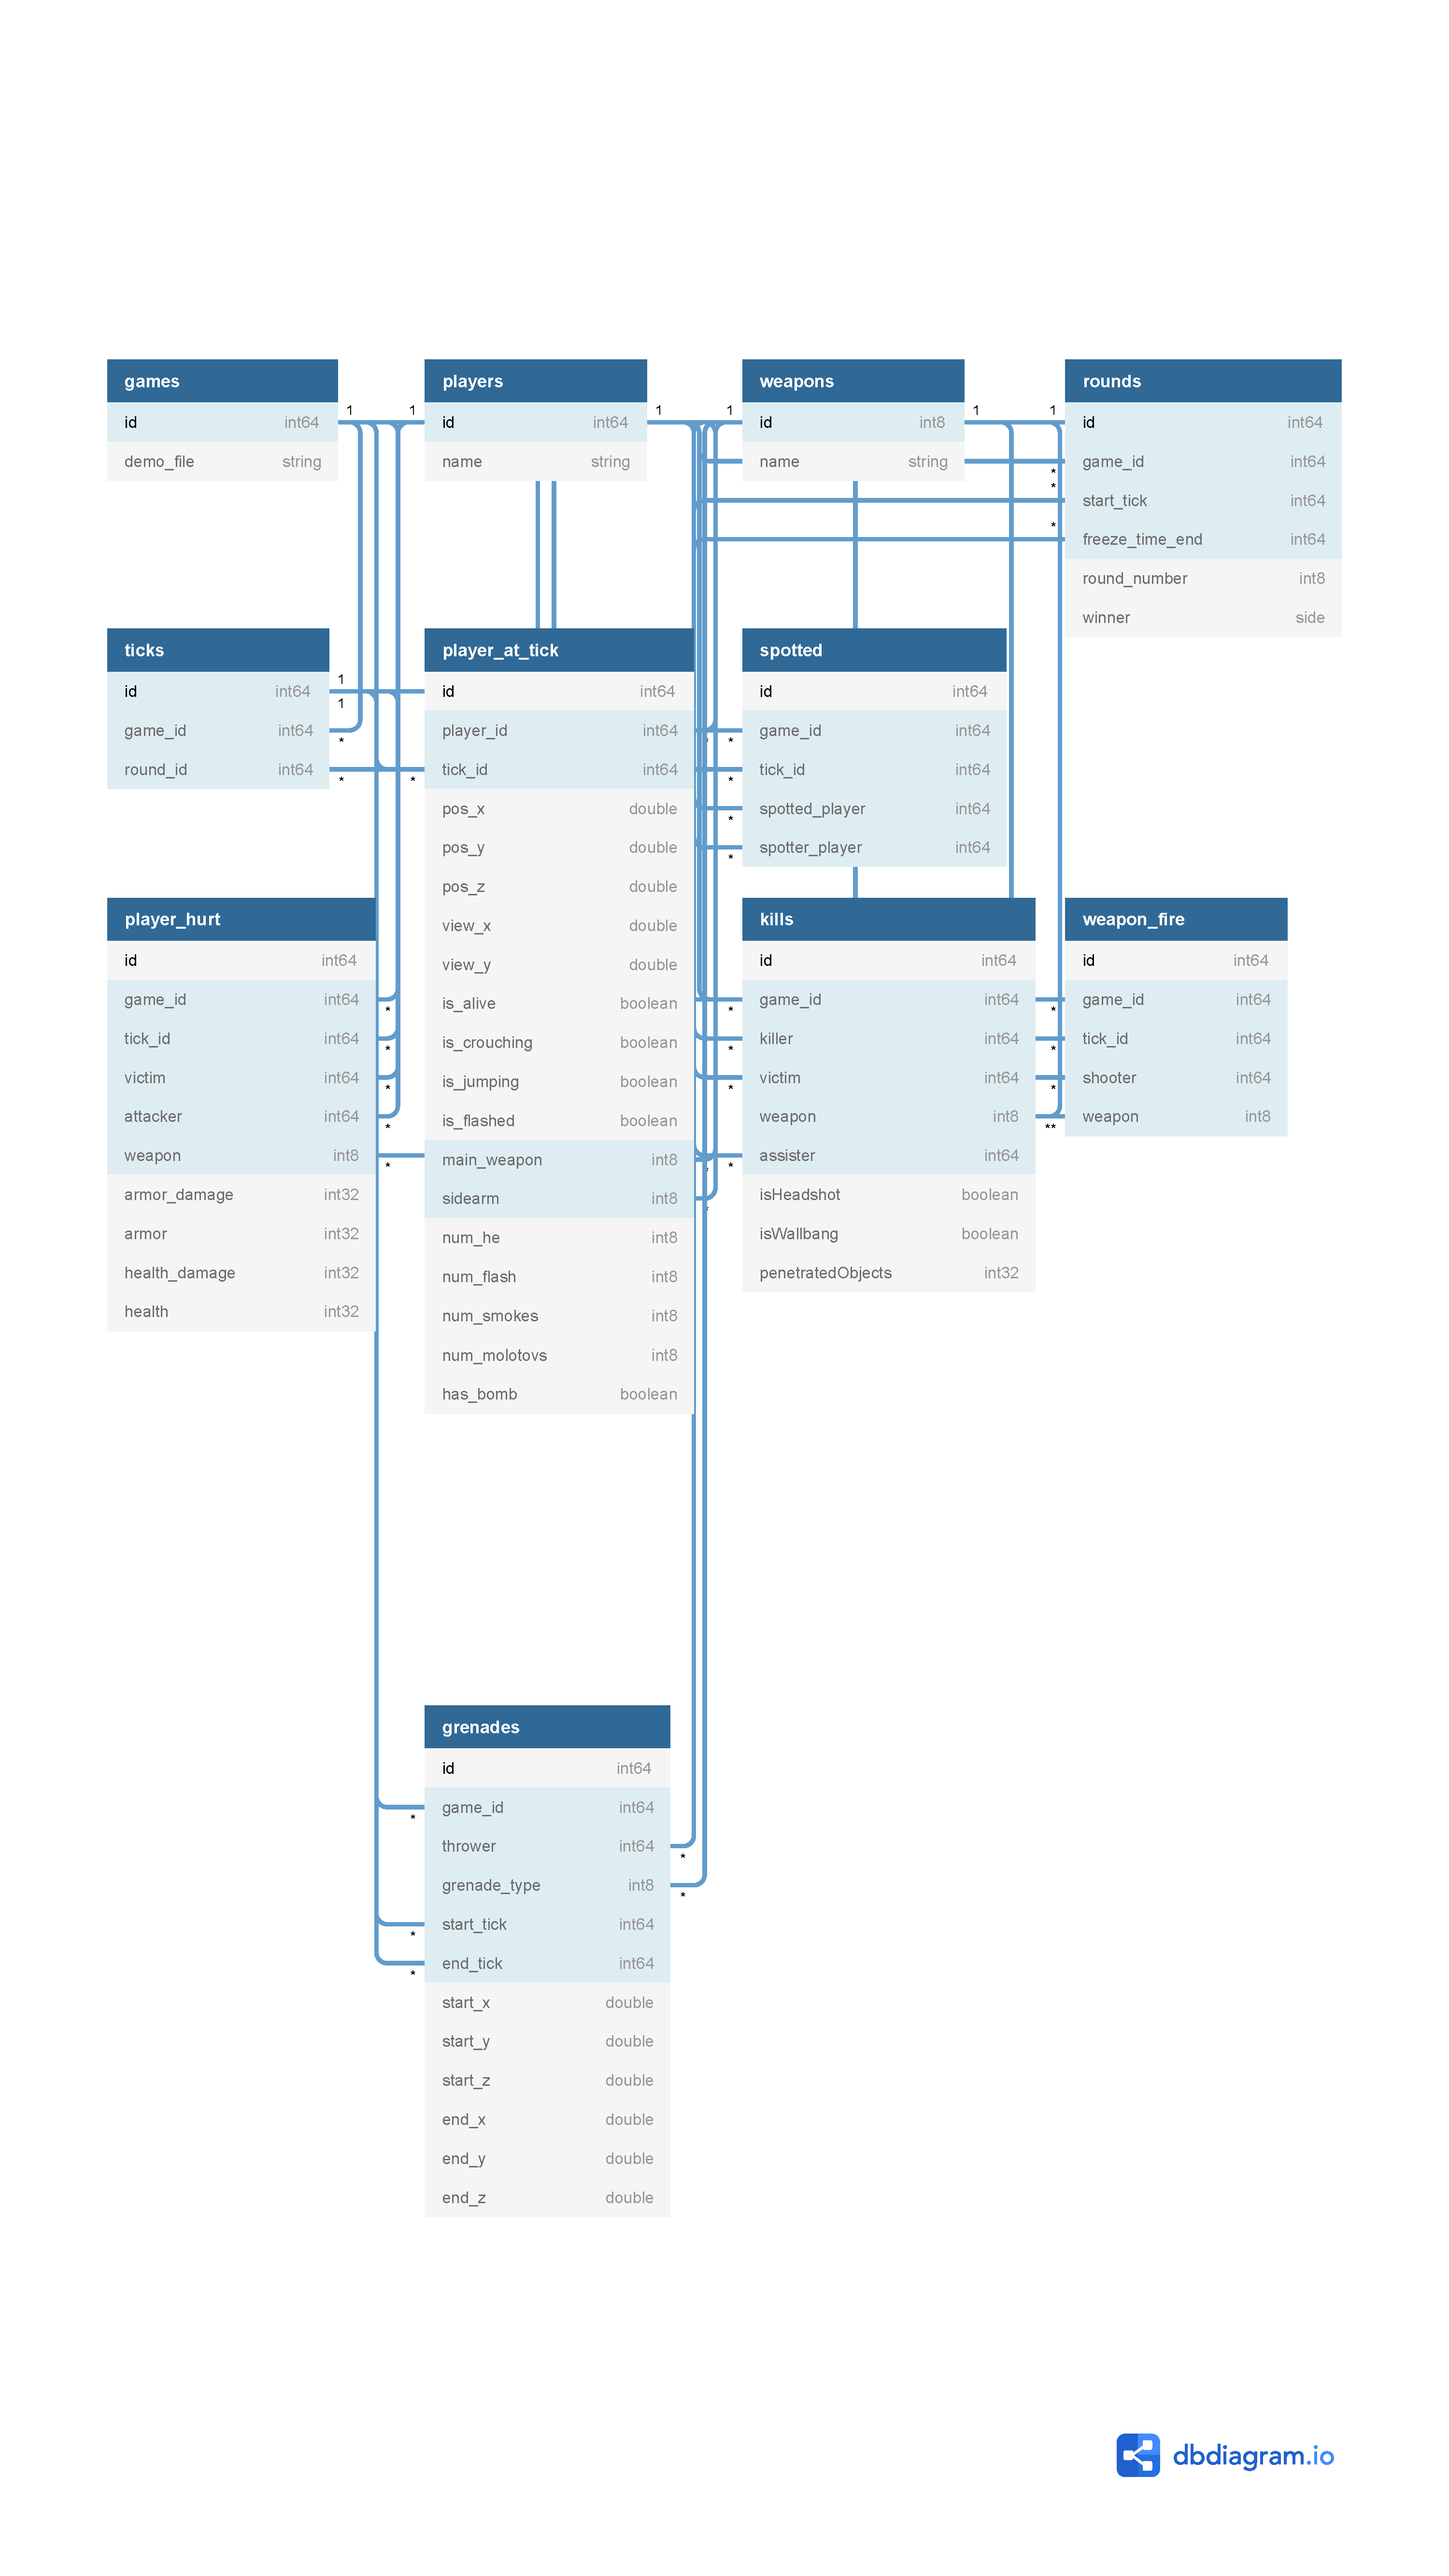 games
id int64
demo_file string
players
id int64
name string
weapons
id int8
name string
rounds
id int64
game_id int64
start_tick int64
freeze_time_end int64
round_number int8
winner side
ticks
id int64
game_id int64
round_id int64
player_at_tick
id int64
player_id int64
tick_id int64
pos_x double
pos_y double
pos_z double
view_x double
view_y double
is_alive boolean
is_crouching boolean
is_jumping boolean
is_flashed boolean
main_weapon int8
sidearm int8
num_he int8
num_flash int8
num_smokes int8
num_molotovs int8
has_bomb boolean
spotted
id int64
game_id int64
tick_id int64
spotted_player int64
spotter_player int64
player_hurt
id int64
game_id int64
tick_id int64
victim int64
attacker int64
weapon int8
armor_damage int32
armor int32
health_damage int32
health int32
kills
id int64
game_id int64
killer int64
victim int64
weapon int8
assister int64
isHeadshot boolean
isWallbang boolean
penetratedObjects int32
weapon_fire
id int64
game_id int64
tick_id int64
shooter int64
weapon int8
grenades
id int64
game_id int64
thrower int64
grenade_type int8
start_tick int64
end_tick int64
start_x double
start_y double
start_z double
end_x double
end_y double
end_z double
1
1
1
1
1
1
1
1
dbdiagram.io